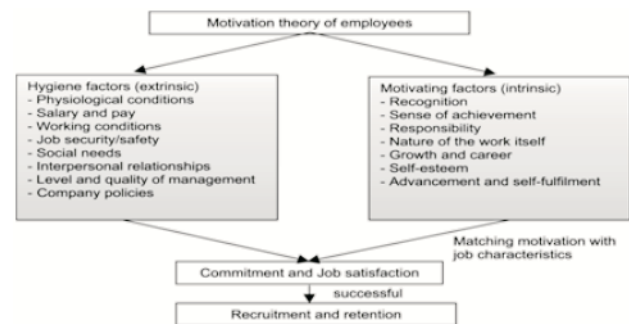 Motivation theory of employees
Hygiene factors (extrinsic)
- Physiological conditions
- Salary and pay
- Working conditions
- Job security/safety
- Social needs
- Interpersonal relationships
- Level and quality of management
- Company policies
Motivating factors (intrinsic)
- Recognition
- Sense of achievement
- Responsibility
- Nature of the work itself
- Growth and career
- Self-esteem
- Advancement and self-fulfilment
Matching motivation with
job characteristics
Commitment and Job satisfaction
successful
Recruitment and retention